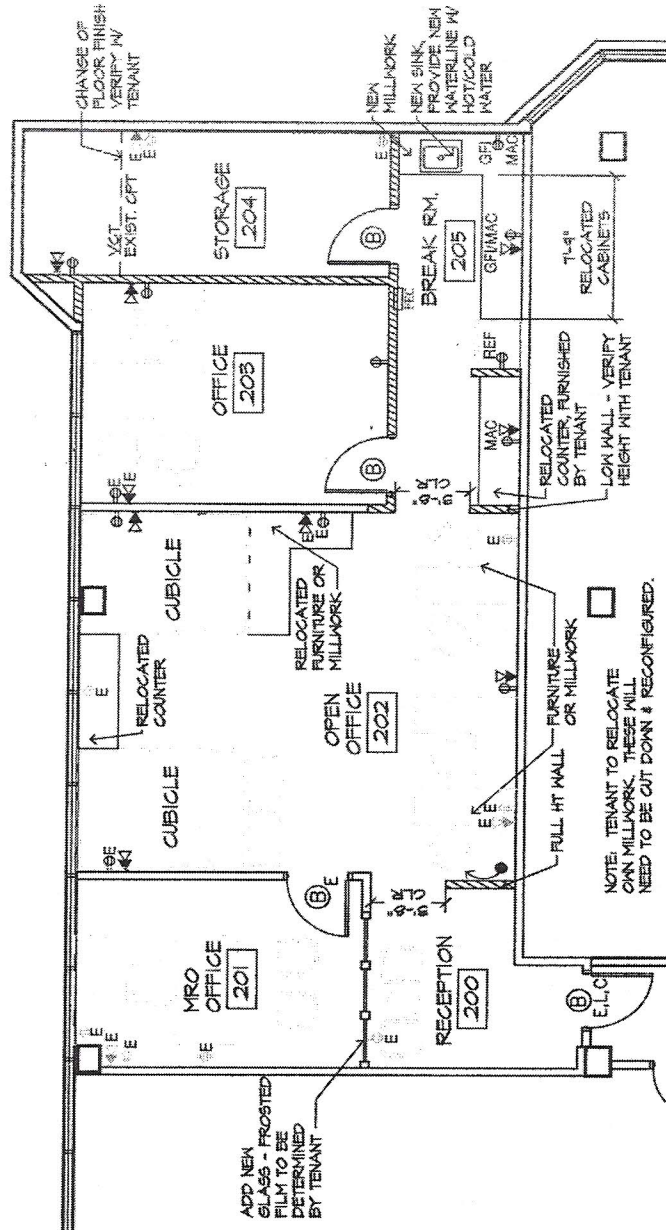 CHANGE OF
FLOOR FINISH
VERIFY W/
TENANT
VCT
EXIST. CPT
E
E
STORAGE
204
E
NEW
MILLWORK
NEW SINK,
PROVIDE NEW
WATERLINE W/
HOT/COLD
WATER
B
BREAK RM.
205
GFI
MAC
GFI/MAC
7'-9"
RELOCATED
CABINETS
OFFICE
203
B
FEC
REF
MAC
RELOCATED
COUNTER, FURNISHED
BY TENANT
LOW WALL - VERIFY
HEIGHT WITH TENANT
CLR
E
E
CUBICLE
E
E
RELOCATED
FURNITURE OR
MILLWORK
E
RELOCATED
COUNTER
E
OPEN
OFFICE
202
FURNITURE
OR MILLWORK
CUBICLE
E
E E
FULL HT WALL
NOTE: TENANT TO RELOCATE
OWN MILLWORK. THESE WILL
NEED TO BE CUT DOWN & RECONFIGURED.
B
E
CLR
MRO
OFFICE
201
E
E
E
E
RECEPTION
200
E
B
E,L,C
ADD NEW
GLASS - FROSTED
FILM TO BE
DETERMINED
BY TENANT